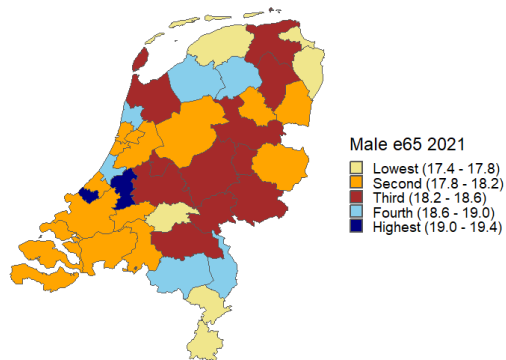 Male e65 2021
Lowest (17.4 - 17.8)
Second (17.8 - 18.2)
Third (18.2 - 18.6)
Fourth (18.6 - 19.0)
Highest (19.0 - 19.4)